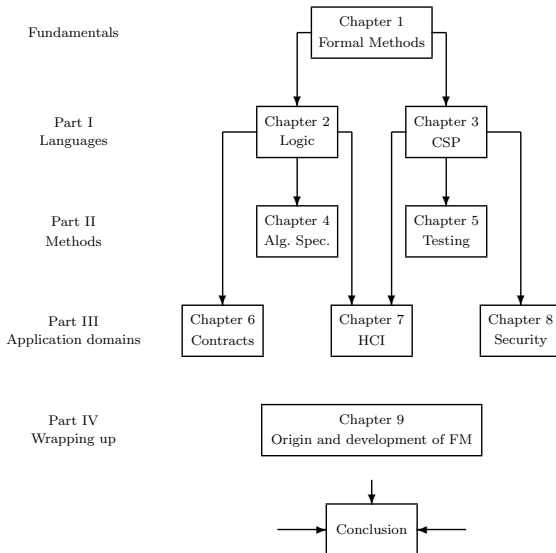 Fundamentals
Chapter 1
Formal Methods
Part I
Languages
Chapter 2
Logic
Chapter 3
CSP
Part II
Methods
Chapter 4
Alg. Spec.
Chapter 5
Testing
Part III
Application domains
Chapter 6
Contracts
Chapter 7
HCI
Chapter 8
Security
Part IV
Wrapping up
Chapter 9
Origin and development of FM
Conclusion